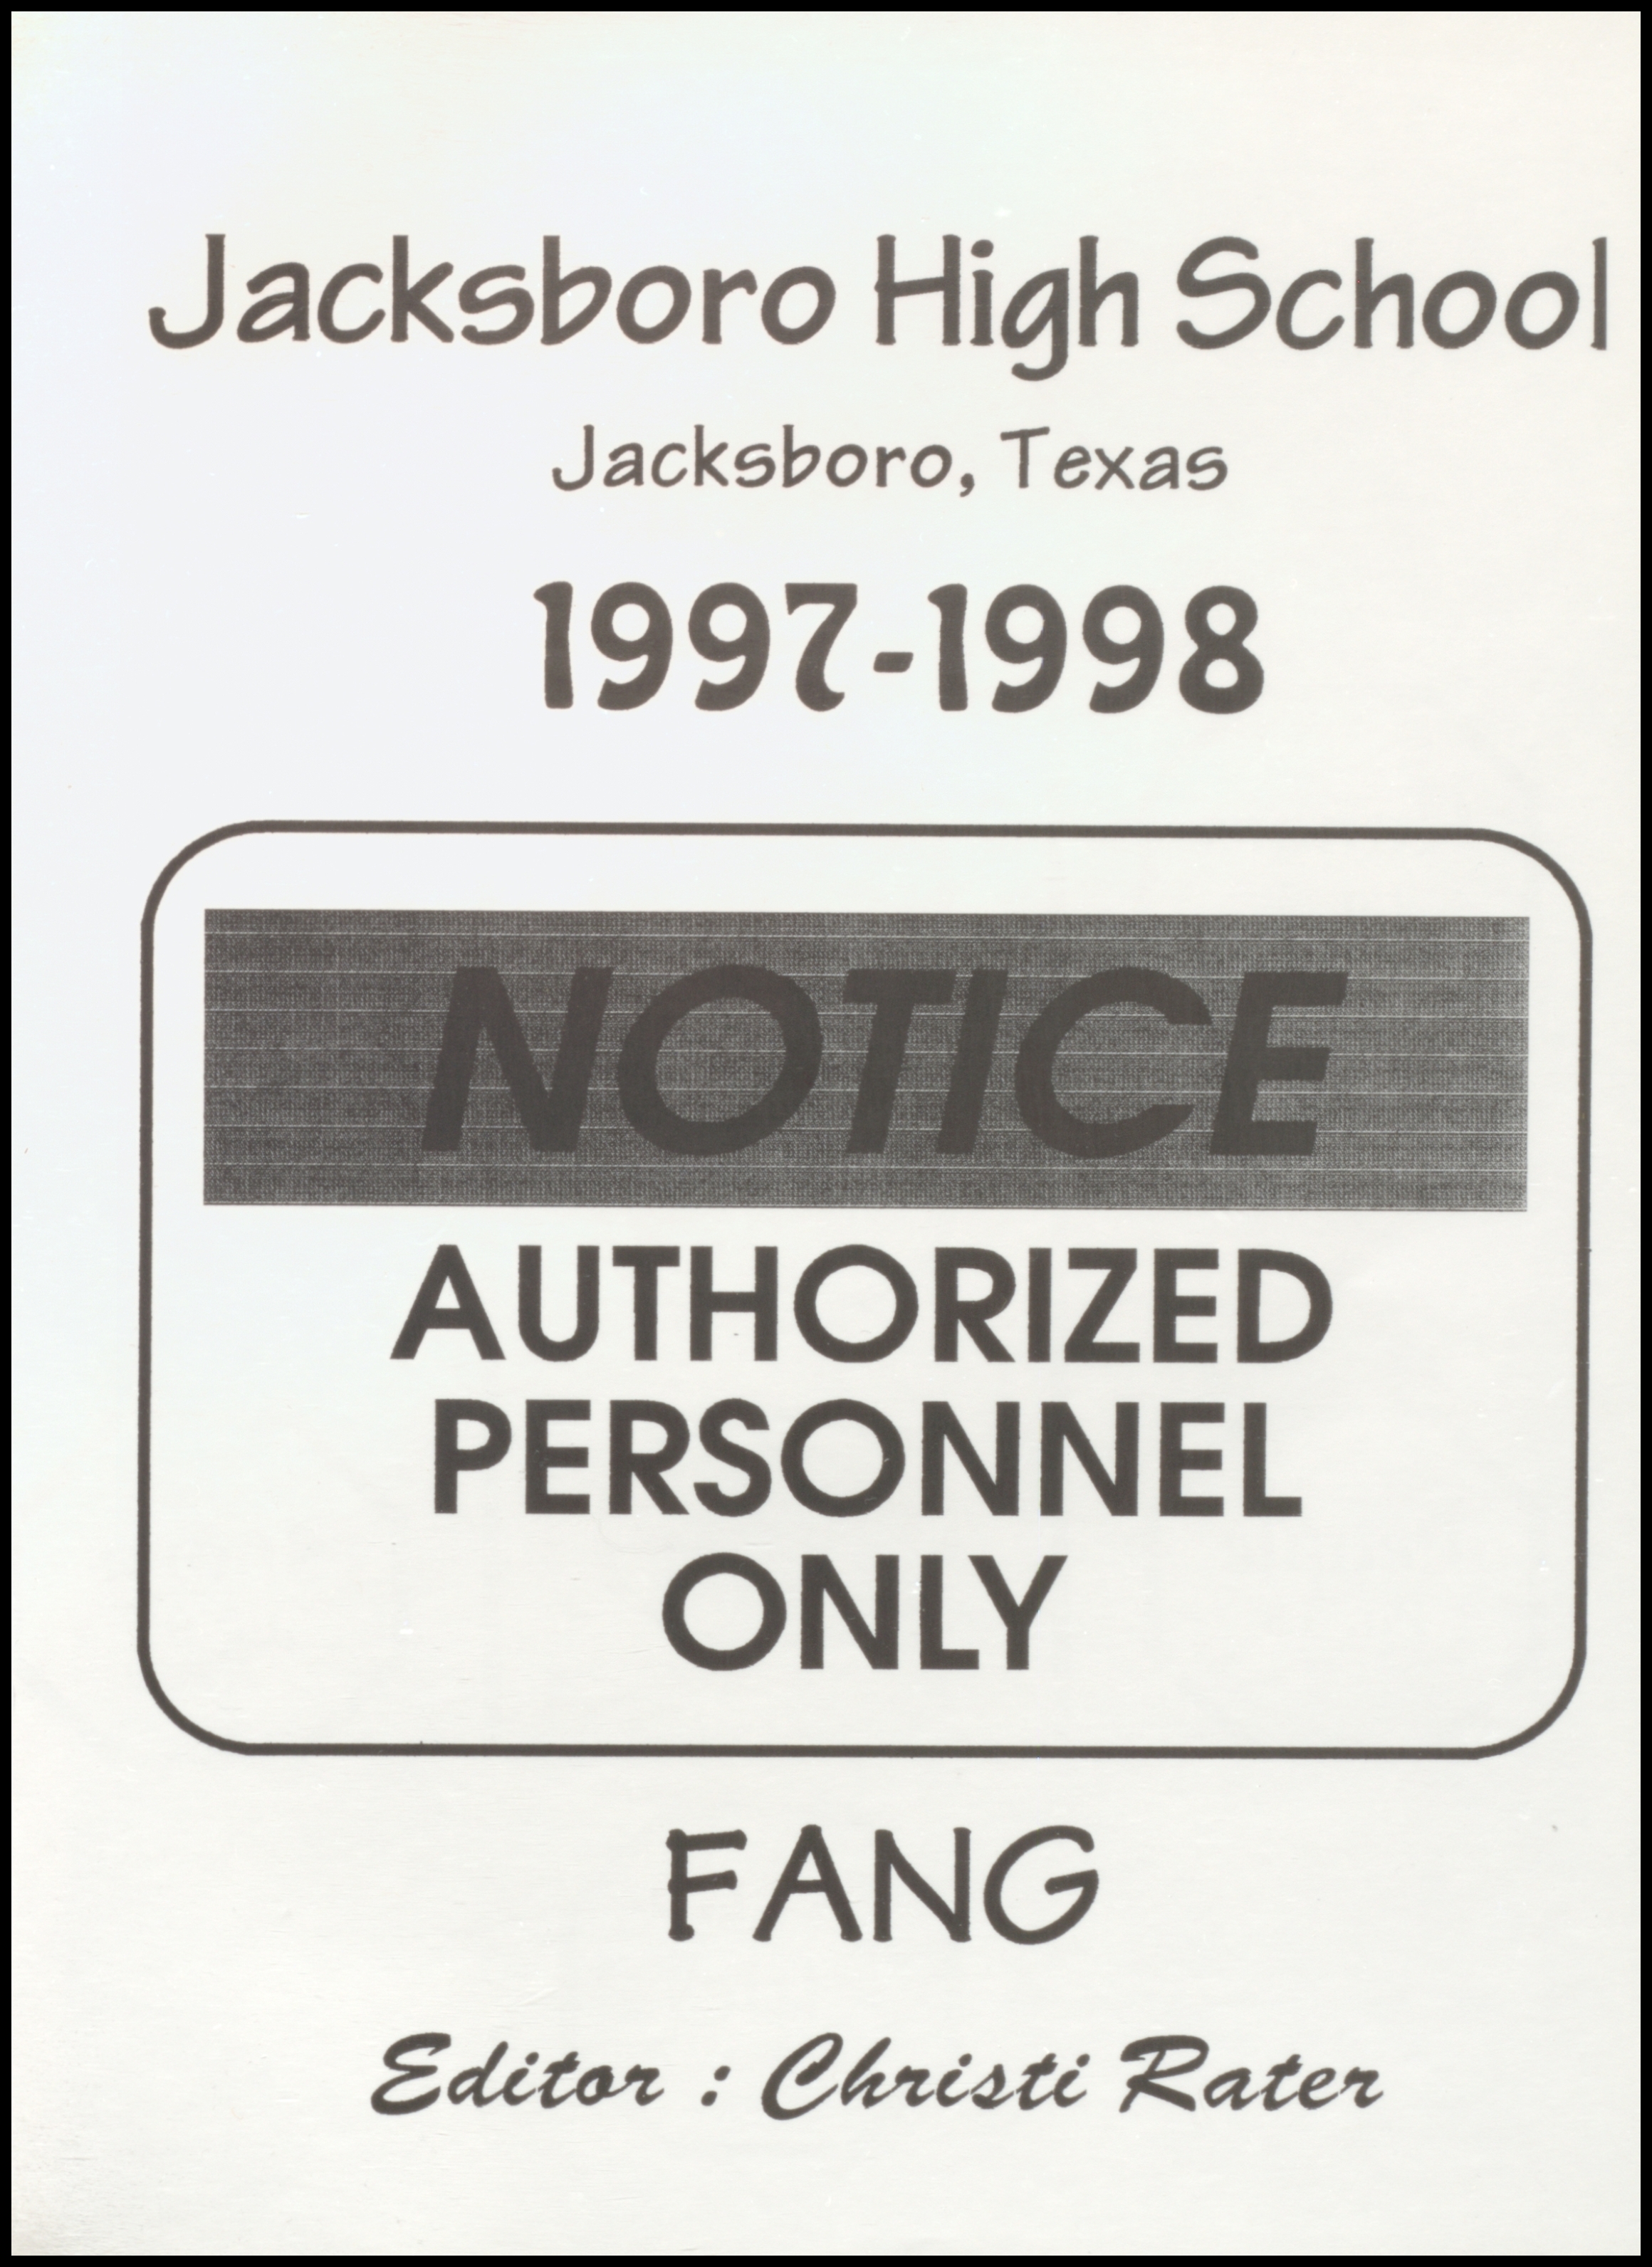 Jacksboro High School
Jacksboro, Texas
1997-1998
NOTICE
AUTHORIZED
PERSONNEL
ONLY
FANG
Editor : Christi Rater